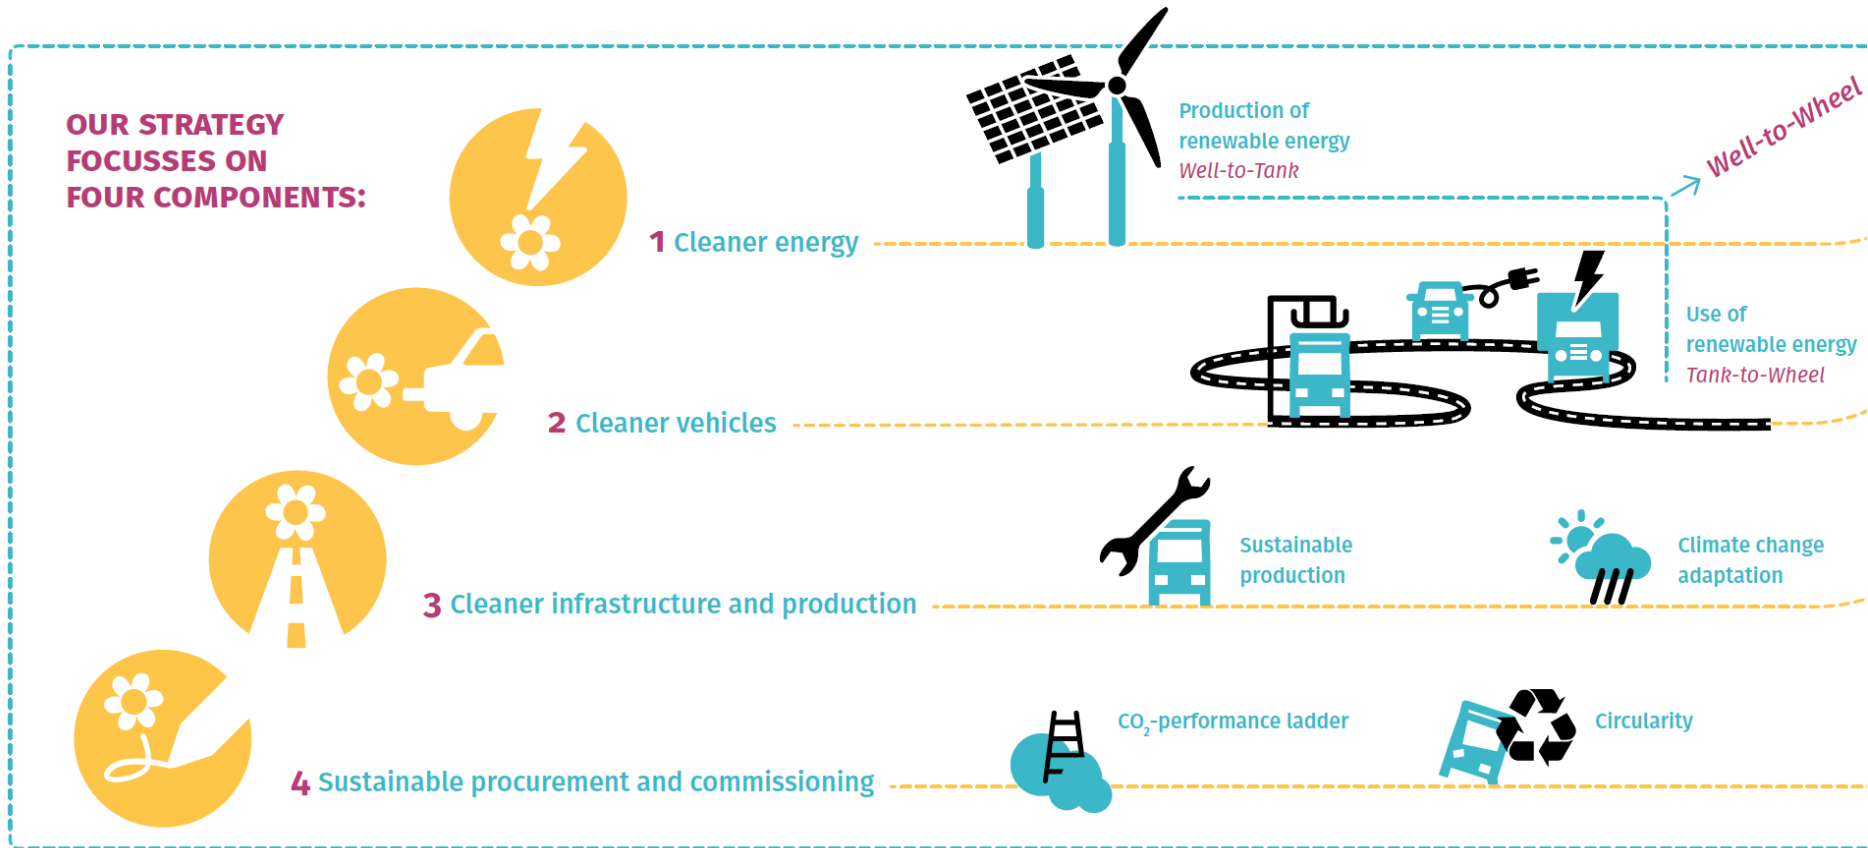 OUR STRATEGY
FOCUSSES ON
FOUR COMPONENTS:
1 Cleaner energy
Production of
renewable energy
Well-to-Tank
Well-to-Wheel
2 Cleaner vehicles
Use of
renewable energy
Tank-to-Wheel
3 Cleaner infrastructure and production
Sustainable
production
Climate change
adaptation
4 Sustainable procurement and commissioning
CO₂-performance ladder
Circularity